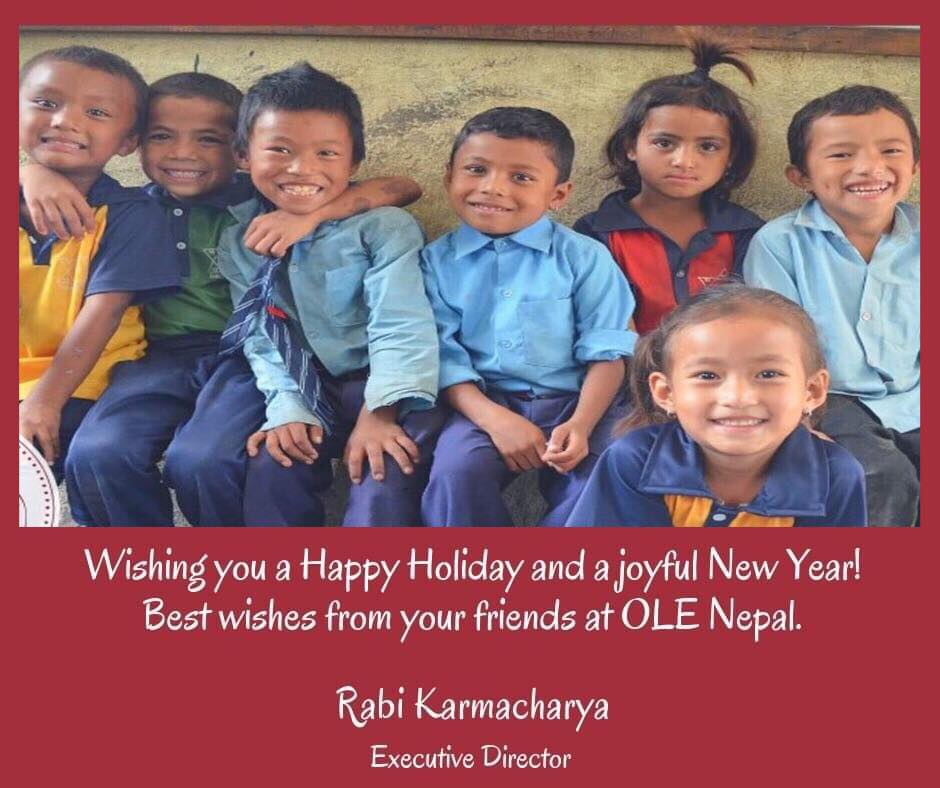 Wishing you a Happy Holiday and a joyful New Year!
Best wishes from your friends at OLE Nepal.
Rabi Karmacharya
Executive Director